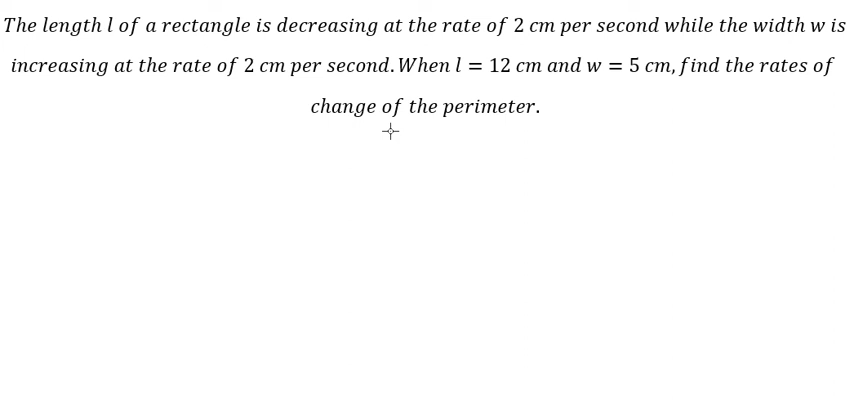 The length l of a rectangle is decreasing at the rate of 2 cm per second while the width w is
increasing at the rate of 2 cm per second. When l = 12 cm and w = 5 cm, find the rates of
change of the perimeter.